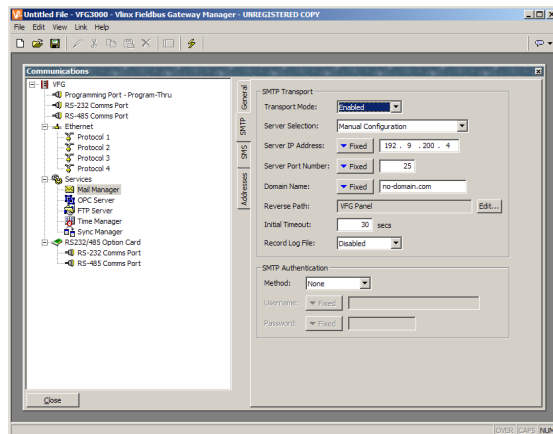 Untitled File - VFG3000 - Vlinx Fieldbus Gateway Manager - UNREGISTERED COPY
File Edit View Link Help
Communications
VFG
Programming Port - Program-Thru
RS-232 Comms Port
RS-485 Comms Port
Ethernet
Protocol 1
Protocol 2
Protocol 3
Protocol 4
Services
Mail Manager
OPC Server
FTP Server
Time Manager
Sync Manager
RS232/485 Option Card
RS-232 Comms Port
RS-485 Comms Port
General
SMTP
SMS
Addresses
SMTP Transport
Transport Mode: Enabled
Server Selection: Manual Configuration
Server IP Address: Fixed 192 . 9 .200 . 4
Server Port Number: Fixed 25
Domain Name: Fixed no-domain.com
Reverse Path: VFG Panel Edit...
Initial Timeout: 30 secs
Record Log File: Disabled
SMTP Authentication
Method: None
Username: Fixed
Password: Fixed
Close
OVER CAPS NUM